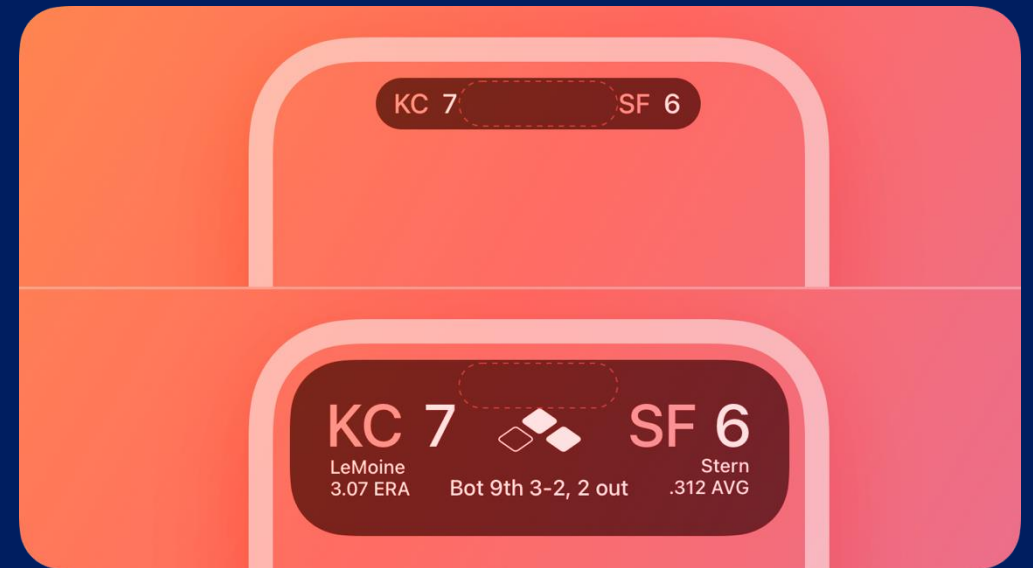 KC 7 SF 6
KC 7 SF 6
LeMoine Stern
3.07 ERA Bot 9th 3-2, 2 out .312 AVG